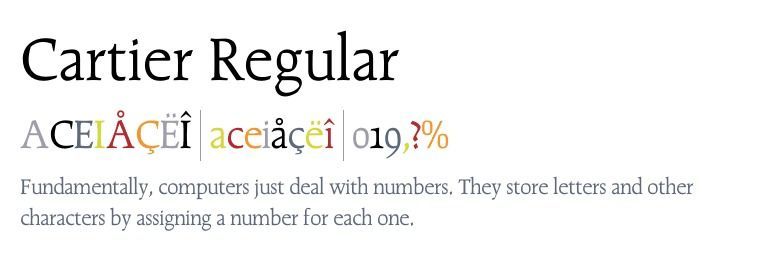 Cartier Regular
ACEIÅÇËÎ | aceiåçëî | 019,?%
Fundamentally, computers just deal with numbers. They store letters and other
characters by assigning a number for each one.